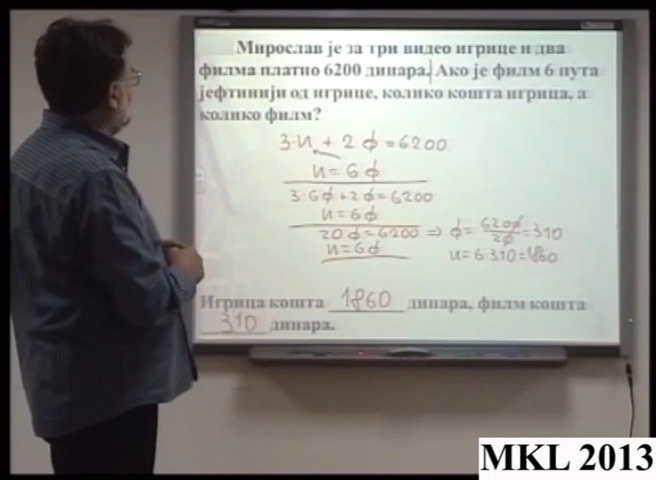 Мирослав је за три видео игрице и два
филма платио 6200 динара. Ако је филм 6 пута
јефтинији од игрице, колико кошта игрица, а
колико филм?
3·и + 2ф = 6200
и = 6ф
3·6ф + 2ф = 6200
и = 6ф
20ф = 6200 ⇒ ф = 6200/20 = 310
и = 6ф и = 6·310 = 1860
Игрица кошта 1860 динара, филм кошта
310 динара.
MKL 2013